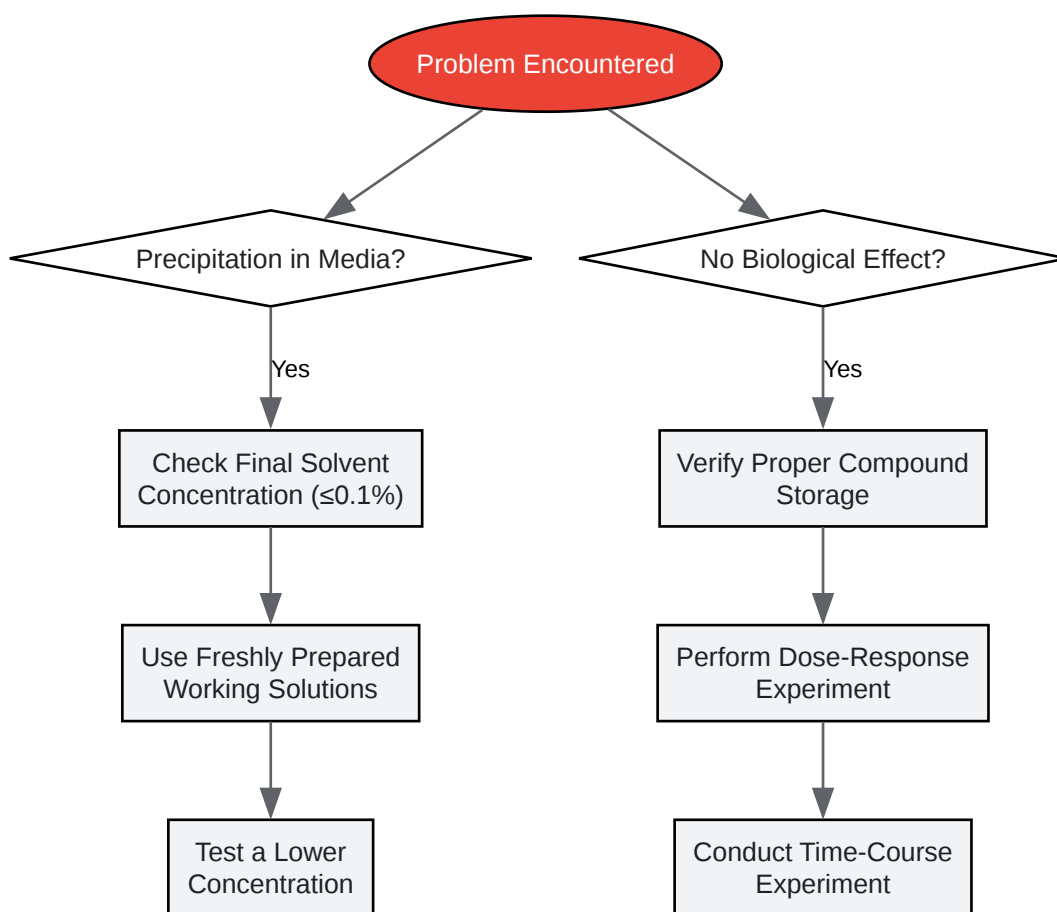 Problem Encountered
Precipitation in Media?
No Biological Effect?
Yes
Yes
Check Final Solvent
Concentration (≤0.1%)
Verify Proper Compound
Storage
Use Freshly Prepared
Working Solutions
Perform Dose-Response
Experiment
Test a Lower
Concentration
Conduct Time-Course
Experiment